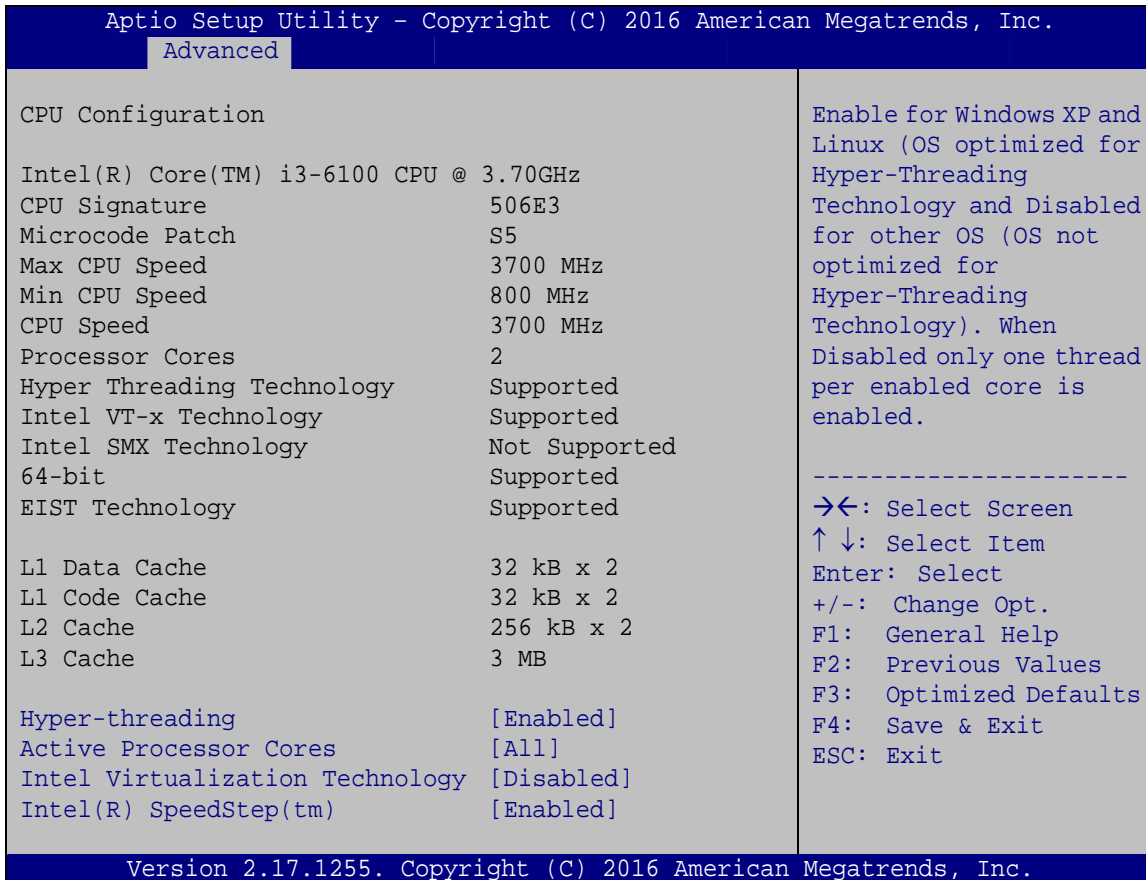 Aptio Setup Utility – Copyright (C) 2016 American Megatrends, Inc.
Advanced
CPU Configuration
Intel(R) Core(TM) i3-6100 CPU @ 3.70GHz
CPU Signature 506E3
Microcode Patch S5
Max CPU Speed 3700 MHz
Min CPU Speed 800 MHz
CPU Speed 3700 MHz
Processor Cores 2
Hyper Threading Technology Supported
Intel VT-x Technology Supported
Intel SMX Technology Not Supported
64-bit Supported
EIST Technology Supported
L1 Data Cache 32 kB x 2
L1 Code Cache 32 kB x 2
L2 Cache 256 kB x 2
L3 Cache 3 MB
Hyper-threading [Enabled]
Active Processor Cores [All]
Intel Virtualization Technology [Disabled]
Intel(R) SpeedStep(tm) [Enabled]
Enable for Windows XP and
Linux (OS optimized for
Hyper-Threading
Technology and Disabled
for other OS (OS not
optimized for
Hyper-Threading
Technology). When
Disabled only one thread
per enabled core is
enabled.
----------------------
→←: Select Screen
↑ ↓: Select Item
Enter: Select
+/-: Change Opt.
F1: General Help
F2: Previous Values
F3: Optimized Defaults
F4: Save & Exit
ESC: Exit
Version 2.17.1255. Copyright (C) 2016 American Megatrends, Inc.